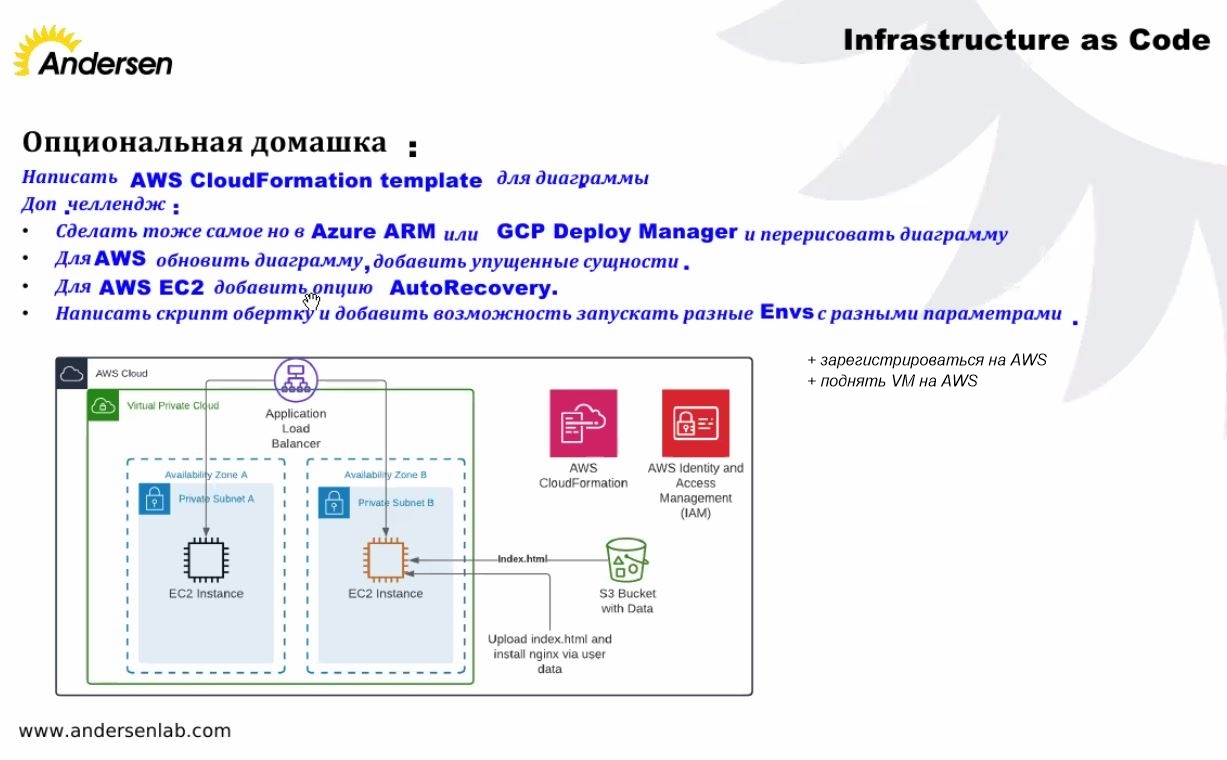 Andersen
Infrastructure as Code
Опциональная домашка :
Написать AWS CloudFormation template для диаграммы
Доп .челлендж :
• Сделать тоже самое но в Azure ARM или GCP Deploy Manager и перерисовать диаграмму
• Для AWS обновить диаграмму, добавить упущенные сущности .
• Для AWS EC2 добавить опцию AutoRecovery.
• Написать скрипт обертку и добавить возможность запускать разные Envs с разными параметрами .
+ зарегистрироваться на AWS
+ поднять VM на AWS
AWS Cloud
Virtual Private Cloud
Application
Load
Balancer
Availability Zone A
Availability Zone B
Private Subnet A
Private Subnet B
EC2 Instance
EC2 Instance
AWS
CloudFormation
AWS Identity and
Access
Management
(IAM)
Index.html
S3 Bucket
with Data
Upload index.html and
install nginx via user
data
www.andersenlab.com